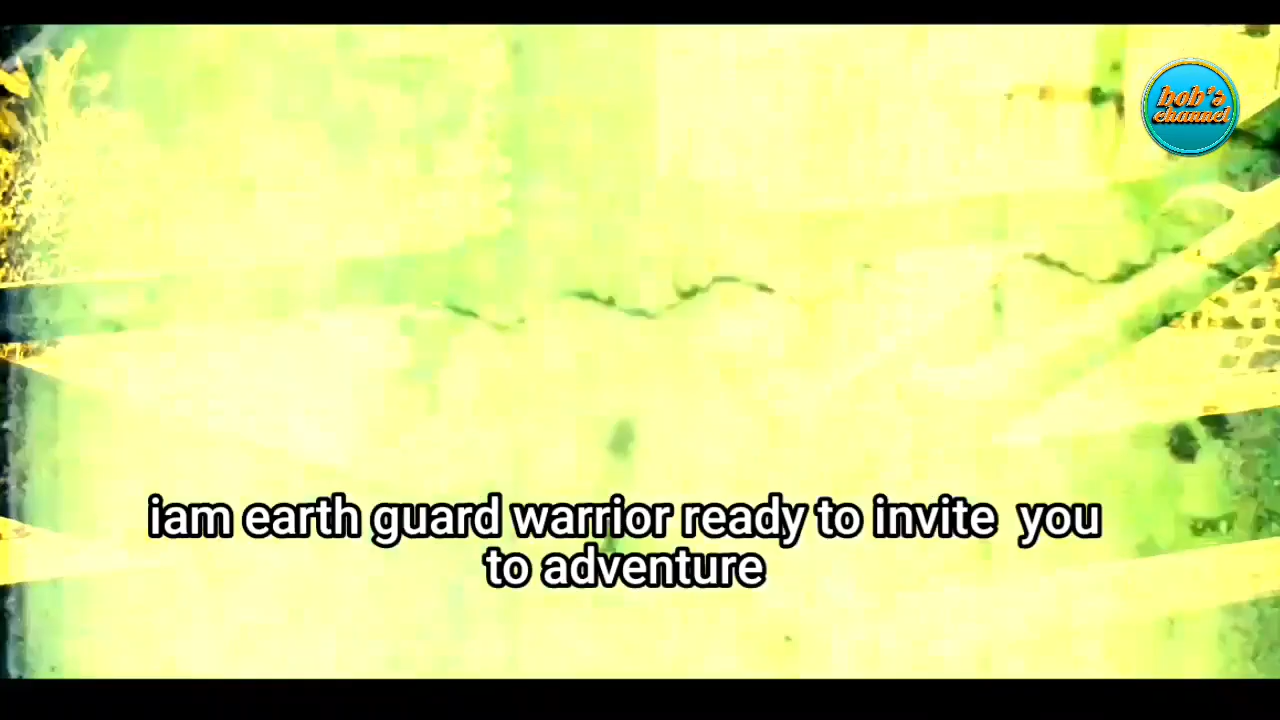 bob's
channel
iam earth guard warrior ready to invite  you
to adventure